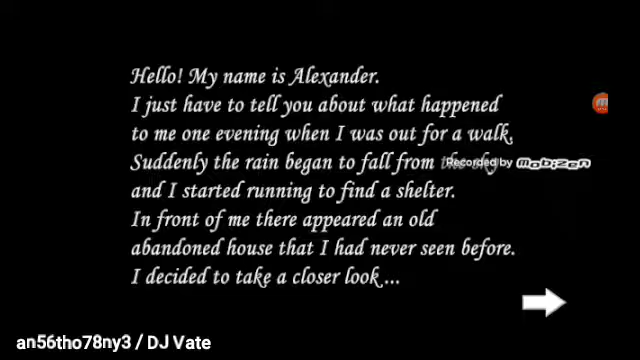 Hello! My name is Alexander.
I just have to tell you about what happened
to me one evening when I was out for a walk.
Suddenly the rain began to fall from the sky
Recorded by mobizen
and I started running to find a shelter.
In front of me there appeared an old
abandoned house that I had never seen before.
I decided to take a closer look ...
an56tho78ny3 / DJ Vate